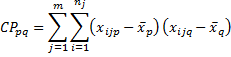 $CP_{pq} = \sum_{j=1}^{m} \sum_{i=1}^{n_j} (x_{ijp} - \bar{x}_p)(x_{ijq} - \bar{x}_q)$